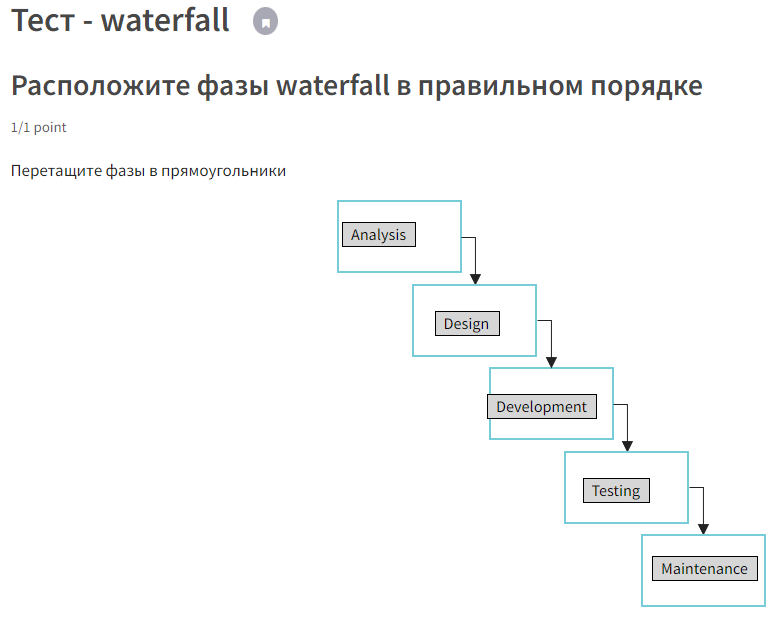 Тест - waterfall
Расположите фазы waterfall в правильном порядке
1/1 point
Перетащите фазы в прямоугольники
Analysis
Design
Development
Testing
Maintenance